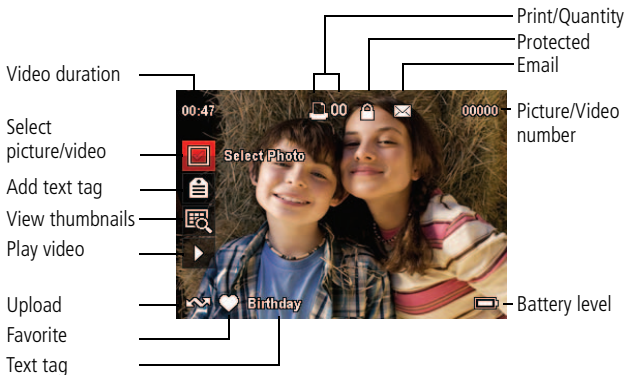 Print/Quantity
Protected
Email
Video duration
00:47
00
00000
Picture/Video
number
Select
picture/video
Select Photo
Add text tag
View thumbnails
Play video
Upload
Birthday
Battery level
Favorite
Text tag